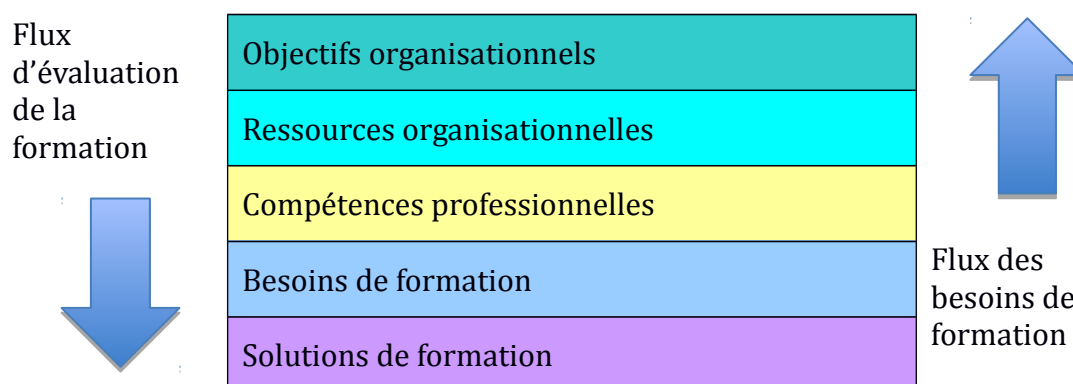 Flux
d’évaluation
de la
formation
Objectifs organisationnels
Ressources organisationnelles
Compétences professionnelles
Besoins de formation
Solutions de formation
Flux des
besoins de
formation